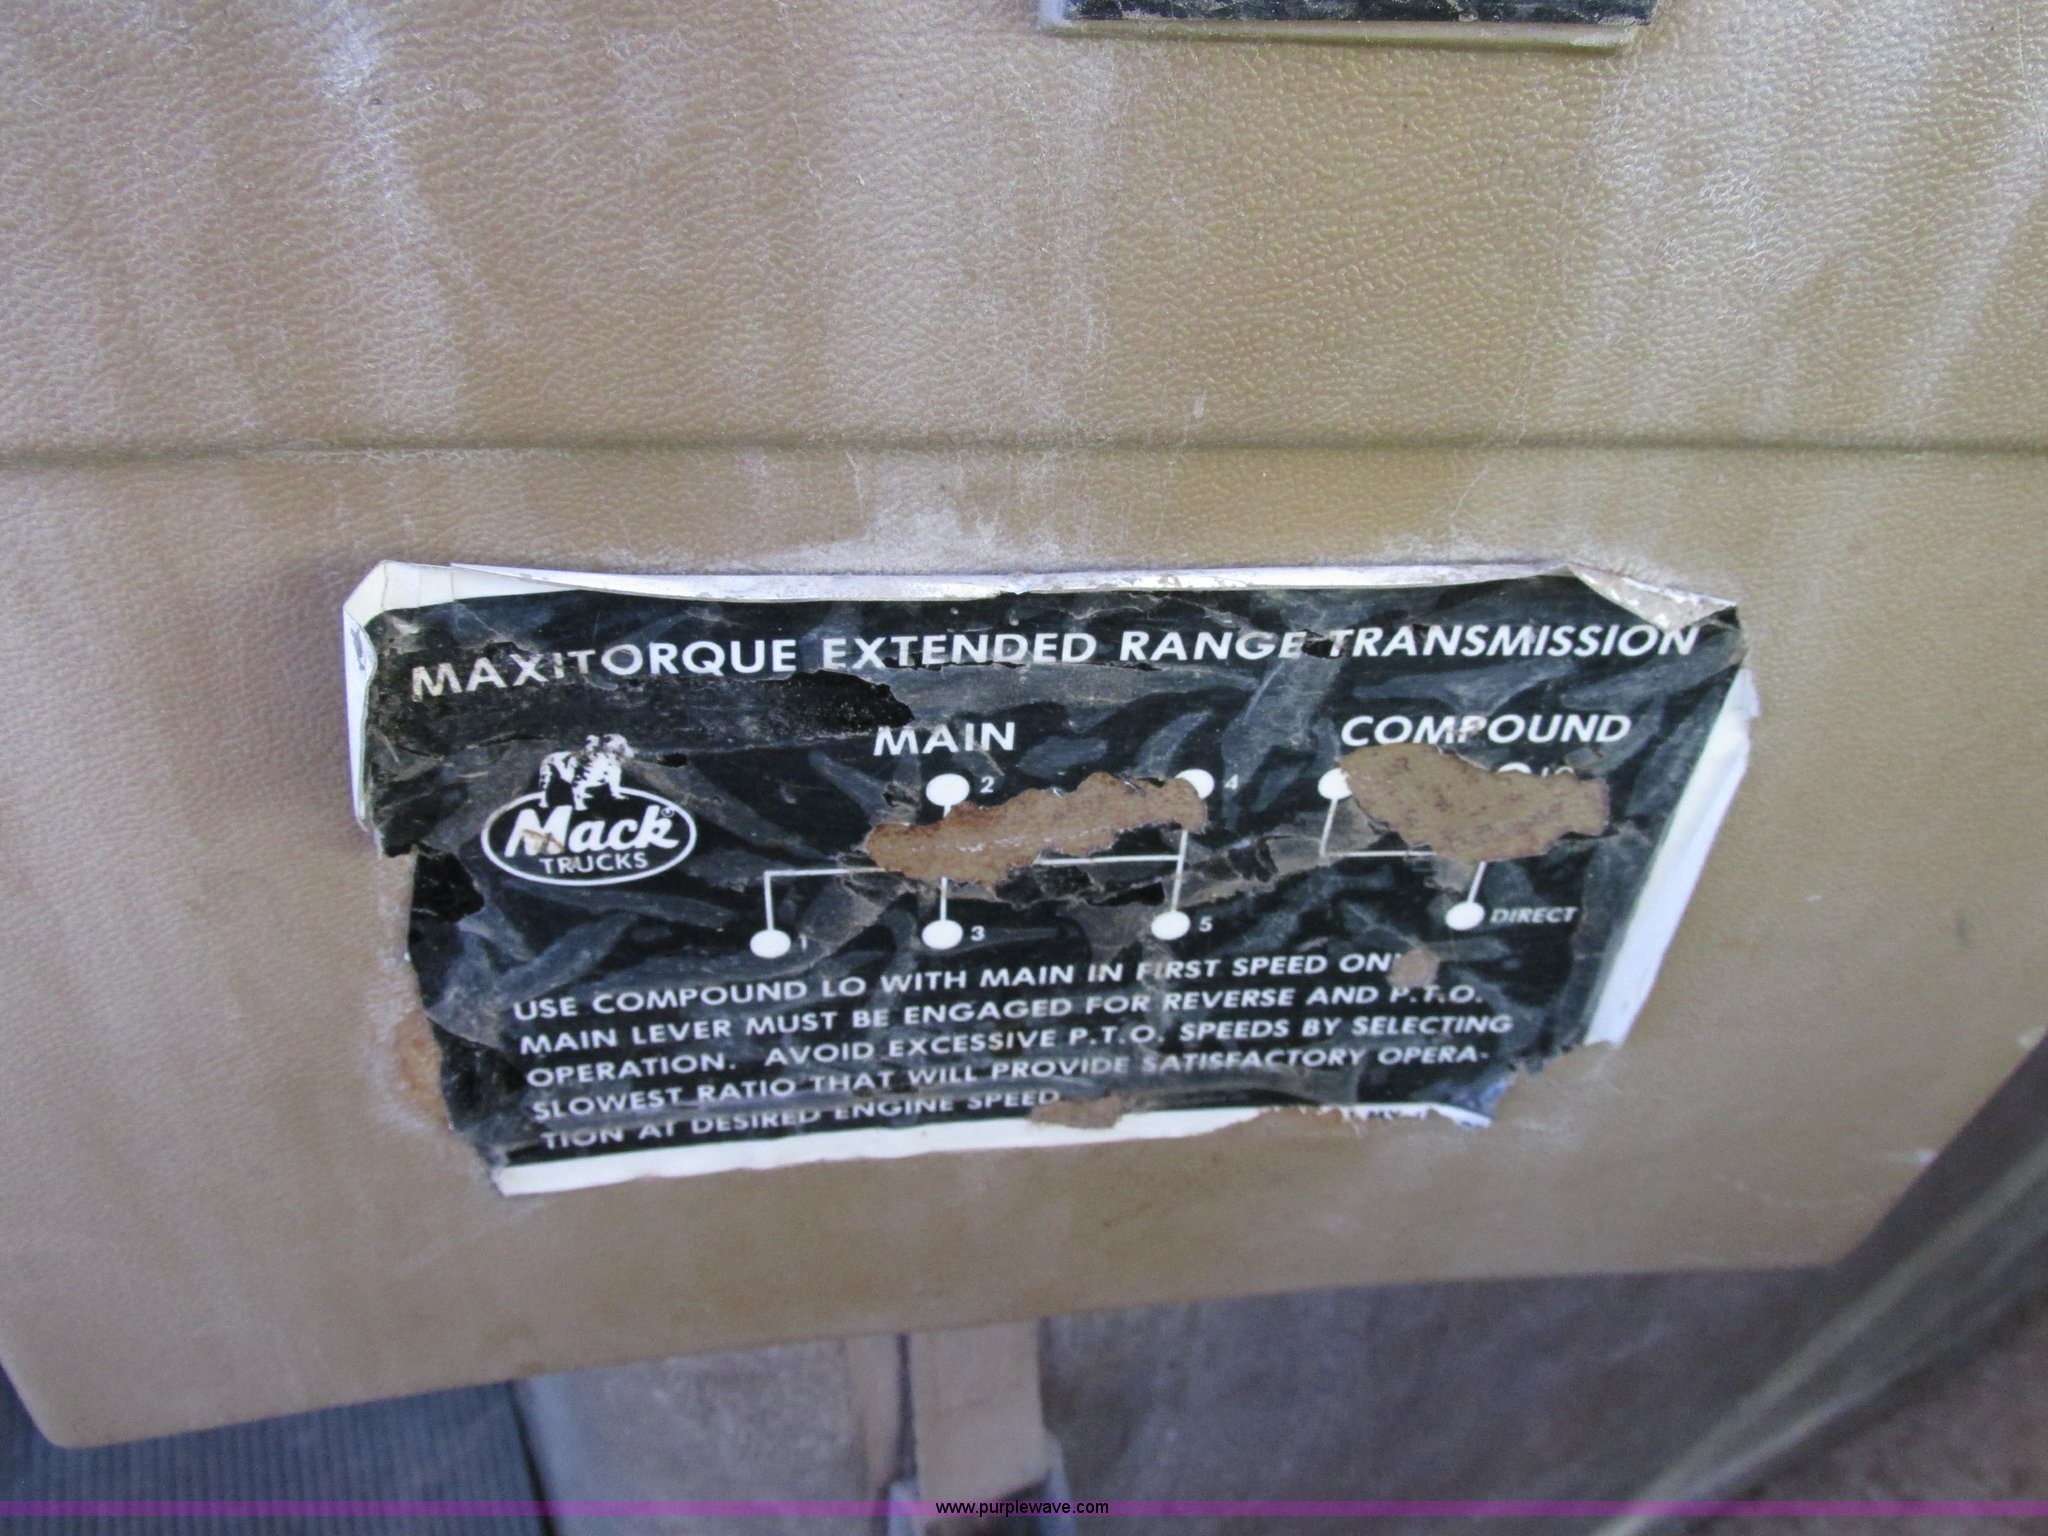 MAXITORQUE EXTENDED RANGE TRANSMISSION
MAIN
COMPOUND
2
4
Mack
®
TRUCKS
1
3
5
DIRECT
USE COMPOUND LO WITH MAIN IN FIRST SPEED
MAIN LEVER MUST BE ENGAGED FOR REVERSE AND P.T.O.
OPERATION. AVOID EXCESSIVE P.T.O. SPEEDS BY SELECTING
SLOWEST RATIO THAT WILL PROVIDE SATISFACTORY OPERA-
TION AT DESIRED ENGINE SPEED
www.purplewave.com